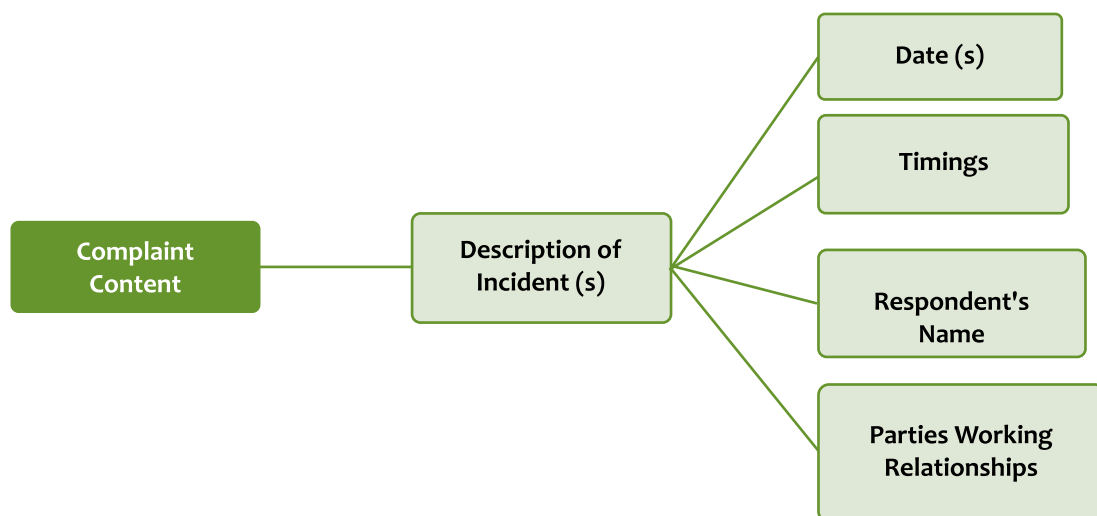 Complaint
Content
Description of
Incident (s)
Date (s)
Timings
Respondent's
Name
Parties Working
Relationships